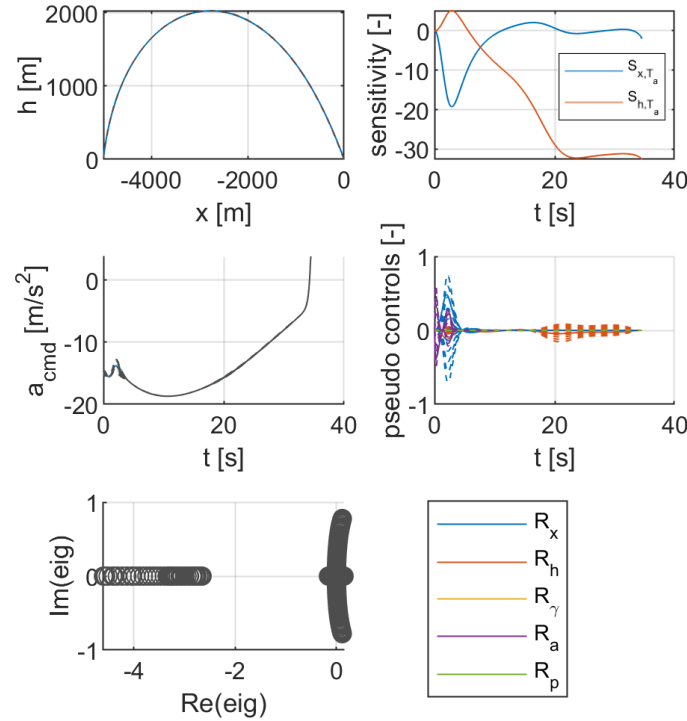 2000
1000
0
h [m]
-4000
-2000
0
x [m]
0
-10
-20
-30
sensitivity [-]
S_{x,T_a}
S_{h,T_a}
0
20
40
t [s]
0
-10
-20
a_{cmd} [m/s^2]
0
20
40
t [s]
1
0
-1
pseudo controls [-]
0
20
40
t [s]
1
0
-1
Im(eig)
-4
-2
0
Re(eig)
R_x
R_h
R_γ
R_a
R_p